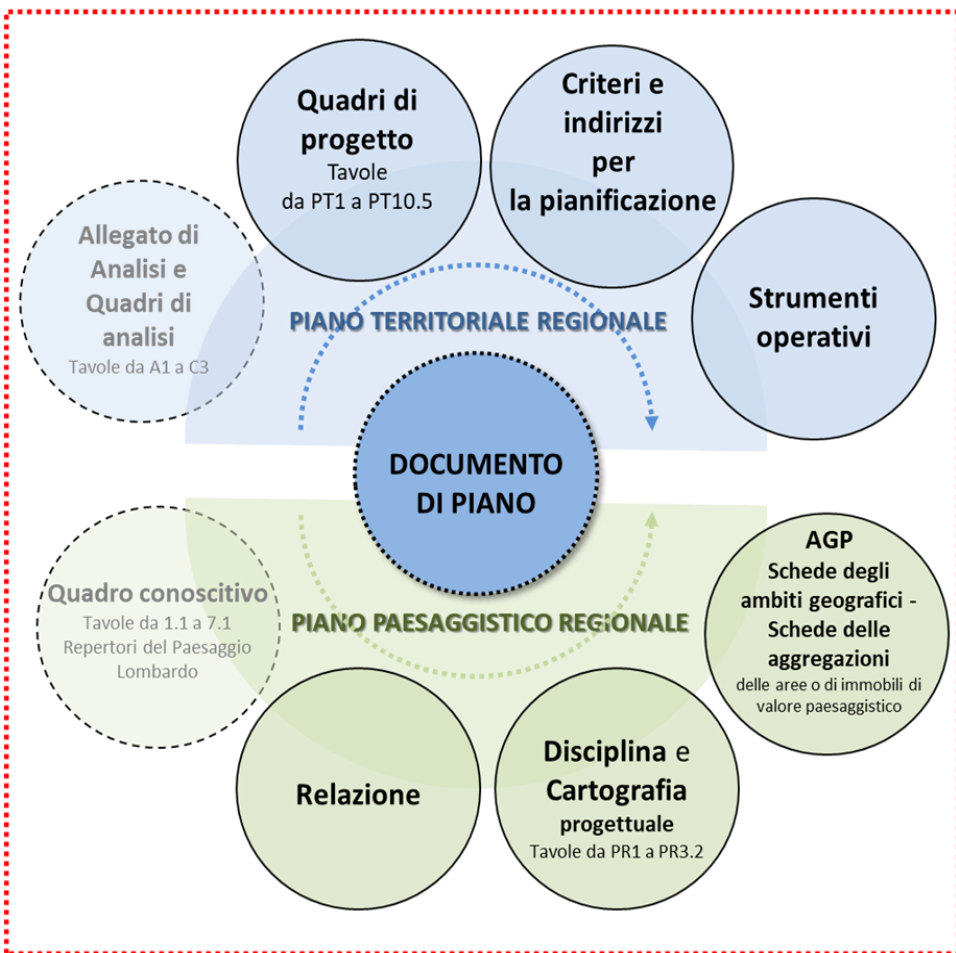 Quadri di
progetto
Tavole
da PT1 a PT10.5
Criteri e
indirizzi
per
la pianificazione
Allegato di
Analisi e
Quadri di
analisi
Tavole da A1 a C3
Strumenti
operativi
PIANO TERRITORIALE REGIONALE
DOCUMENTO
DI PIANO
PIANO PAESAGGISTICO REGIONALE
Quadro conoscitivo
Tavole da 1.1 a 7.1
Repertori del Paesaggio
Lombardo
AGP
Schede degli
ambiti geografici -
Schede delle
aggregazioni
delle aree o di immobili di
valore paesaggistico
Relazione
Disciplina e
Cartografia
progettuale
Tavole da PR1 a PR3.2